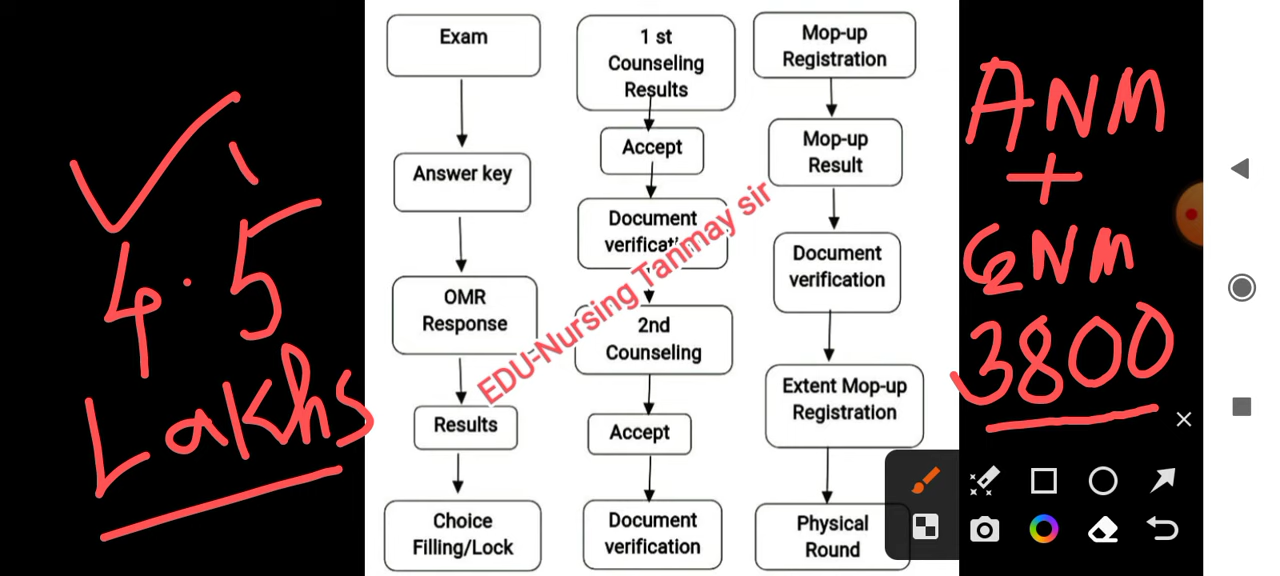 4.5
Lakhs
Exam
Answer key
OMR
Response
Results
Choice
Filling/Lock
1 st
Counseling
Results
Accept
Document
verificati
2nd
Counseling
Accept
Document
verification
EDU-Nursing Tanmay sir
Mop-up
Registration
Mop-up
Result
Document
verification
Extent Mop-up
Registration
Physical
Round
ANM
+
GNM
3800